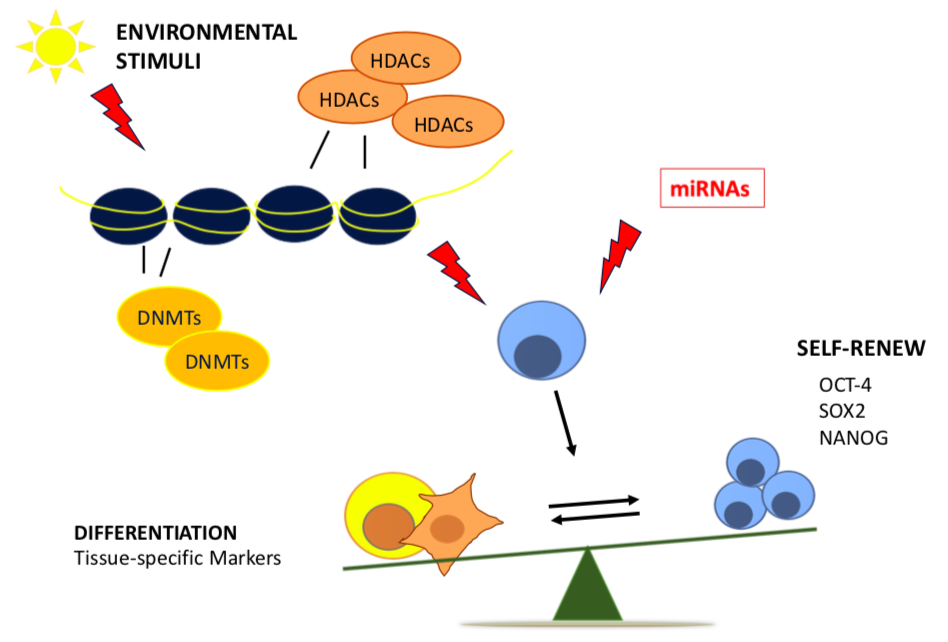 ENVIRONMENTAL
STIMULI
HDACs
HDACs
HDACs
miRNAs
DNMTs
DNMTs
SELF-RENEW
OCT-4
SOX2
NANOG
DIFFERENTIATION
Tissue-specific Markers